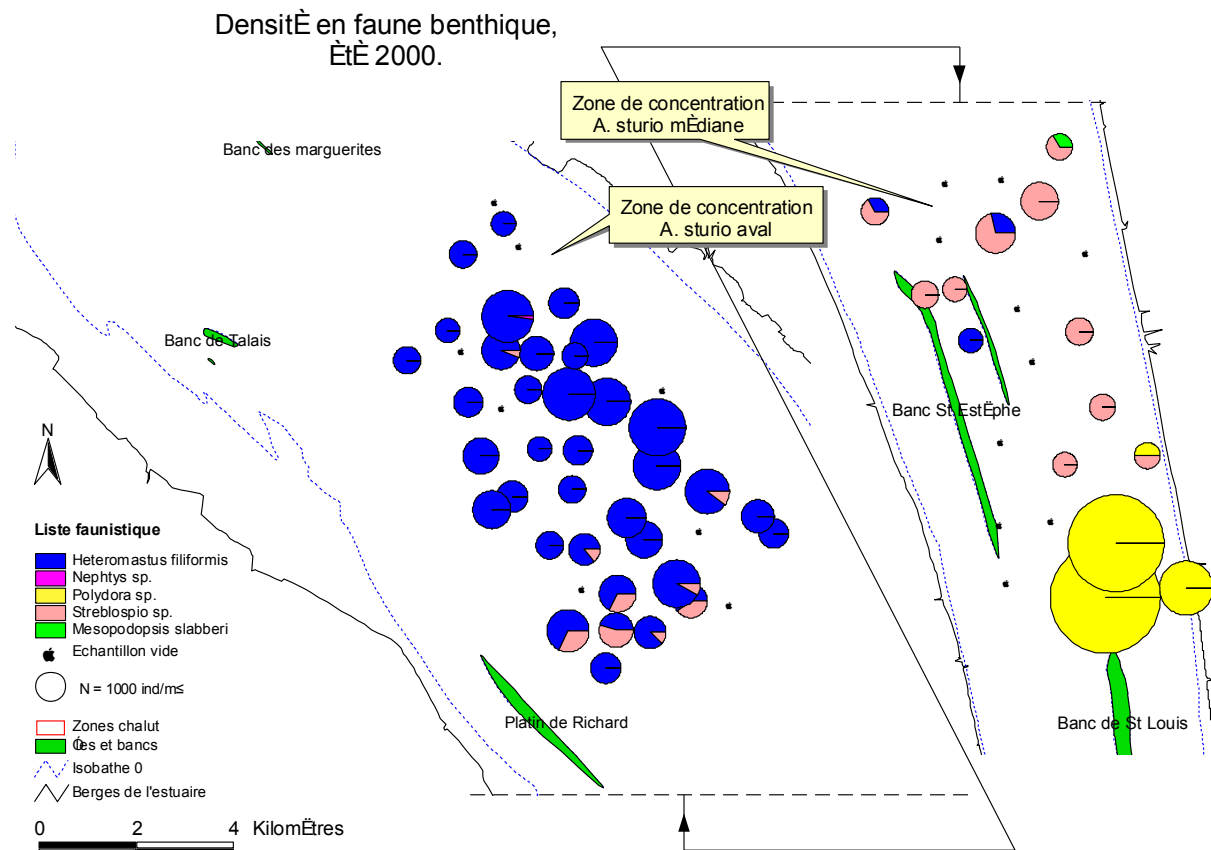 DensitÈ en faune benthique,
ÈtÈ 2000.
Zone de concentration
A. sturio mÈdiane
Banc des marguerites
Zone de concentration
A. sturio aval
Banc de Talais
Banc St EstËphe
N
Liste faunistique
Heteromastus filiformis
Nephtys sp.
Polydora sp.
Streblospio sp.
Mesopodopsis slabberi
Echantillon vide
N = 1000 ind/m≤
Platin de Richard
Banc de St Louis
Zones chalut
Óes et bancs
Isobathe 0
Berges de l'estuaire
0 2 4 KilomËtres